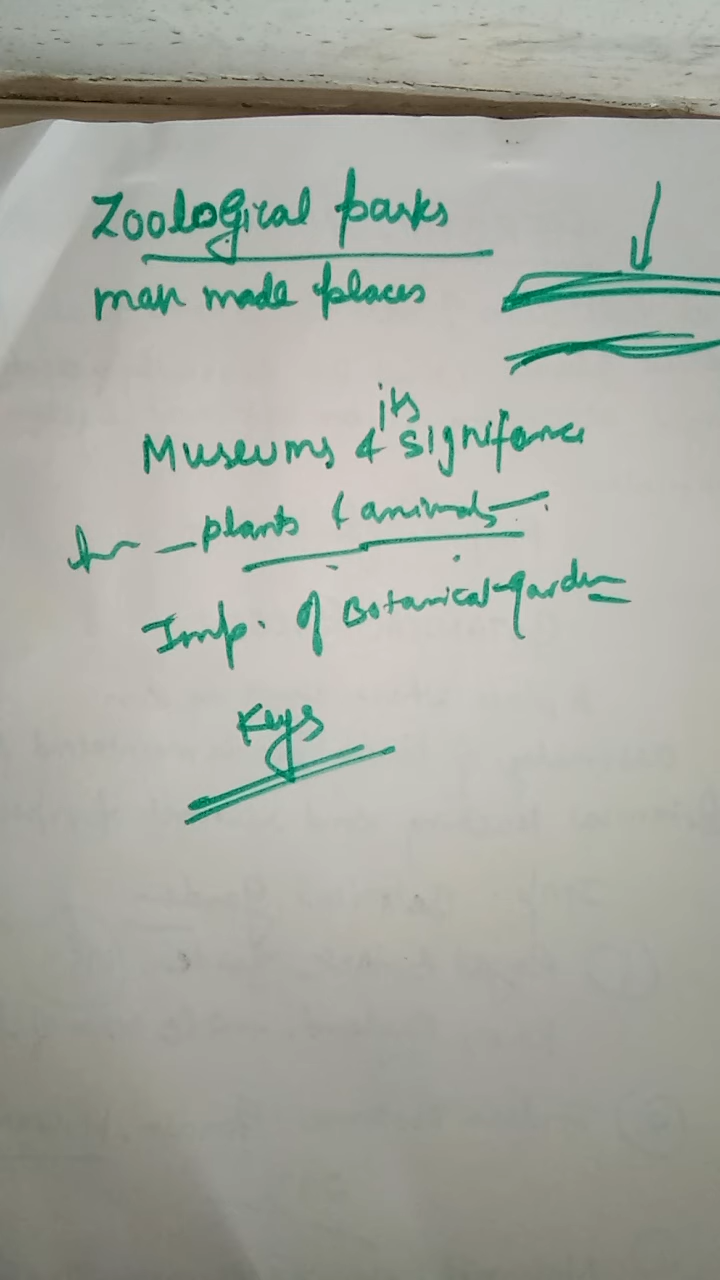 Zoological parks
man made places
Museums & its Significance
- plants & animals -
Imp. of Botanical garden
Keys